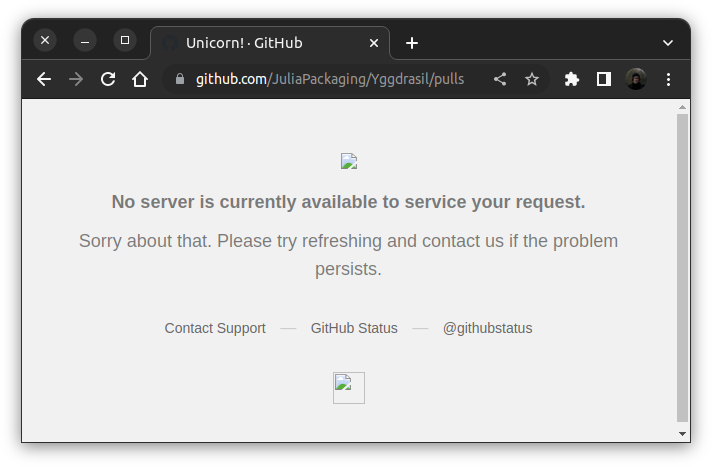 Unicorn! · GitHub
github.com/JuliaPackaging/Yggdrasil/pulls
No server is currently available to service your request.
Sorry about that. Please try refreshing and contact us if the problem
persists.
Contact Support — GitHub Status — @githubstatus